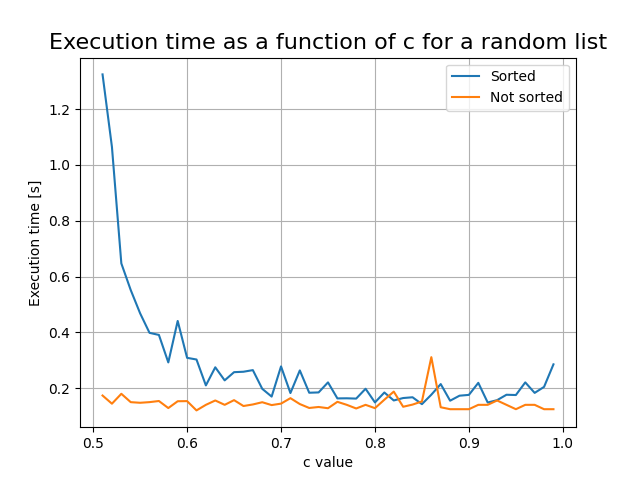 Execution time as a function of c for a random list
Sorted
Not sorted
Execution time [s]
1.2
1.0
0.8
0.6
0.4
0.2
0.5 0.6 0.7 0.8 0.9 1.0
c value